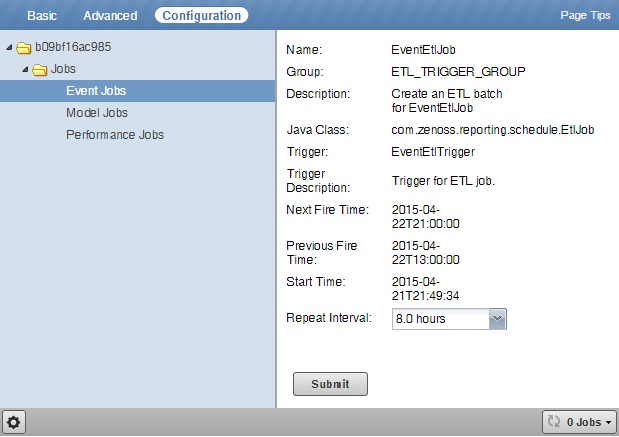 Basic Advanced Configuration Page Tips
b09bf16ac985
Jobs
Event Jobs
Model Jobs
Performance Jobs
Name: EventEtlJob
Group: ETL_TRIGGER_GROUP
Description: Create an ETL batch
for EventEtlJob
Java Class: com.zenoss.reporting.schedule.EtlJob
Trigger: EventEtlTrigger
Trigger
Description: Trigger for ETL job.
Next Fire Time: 2015-04-
22T21:00:00
Previous Fire 2015-04-
Time: 22T13:00:00
Start Time: 2015-04-
21T21:49:34
Repeat Interval: 8.0 hours
Submit
0 Jobs